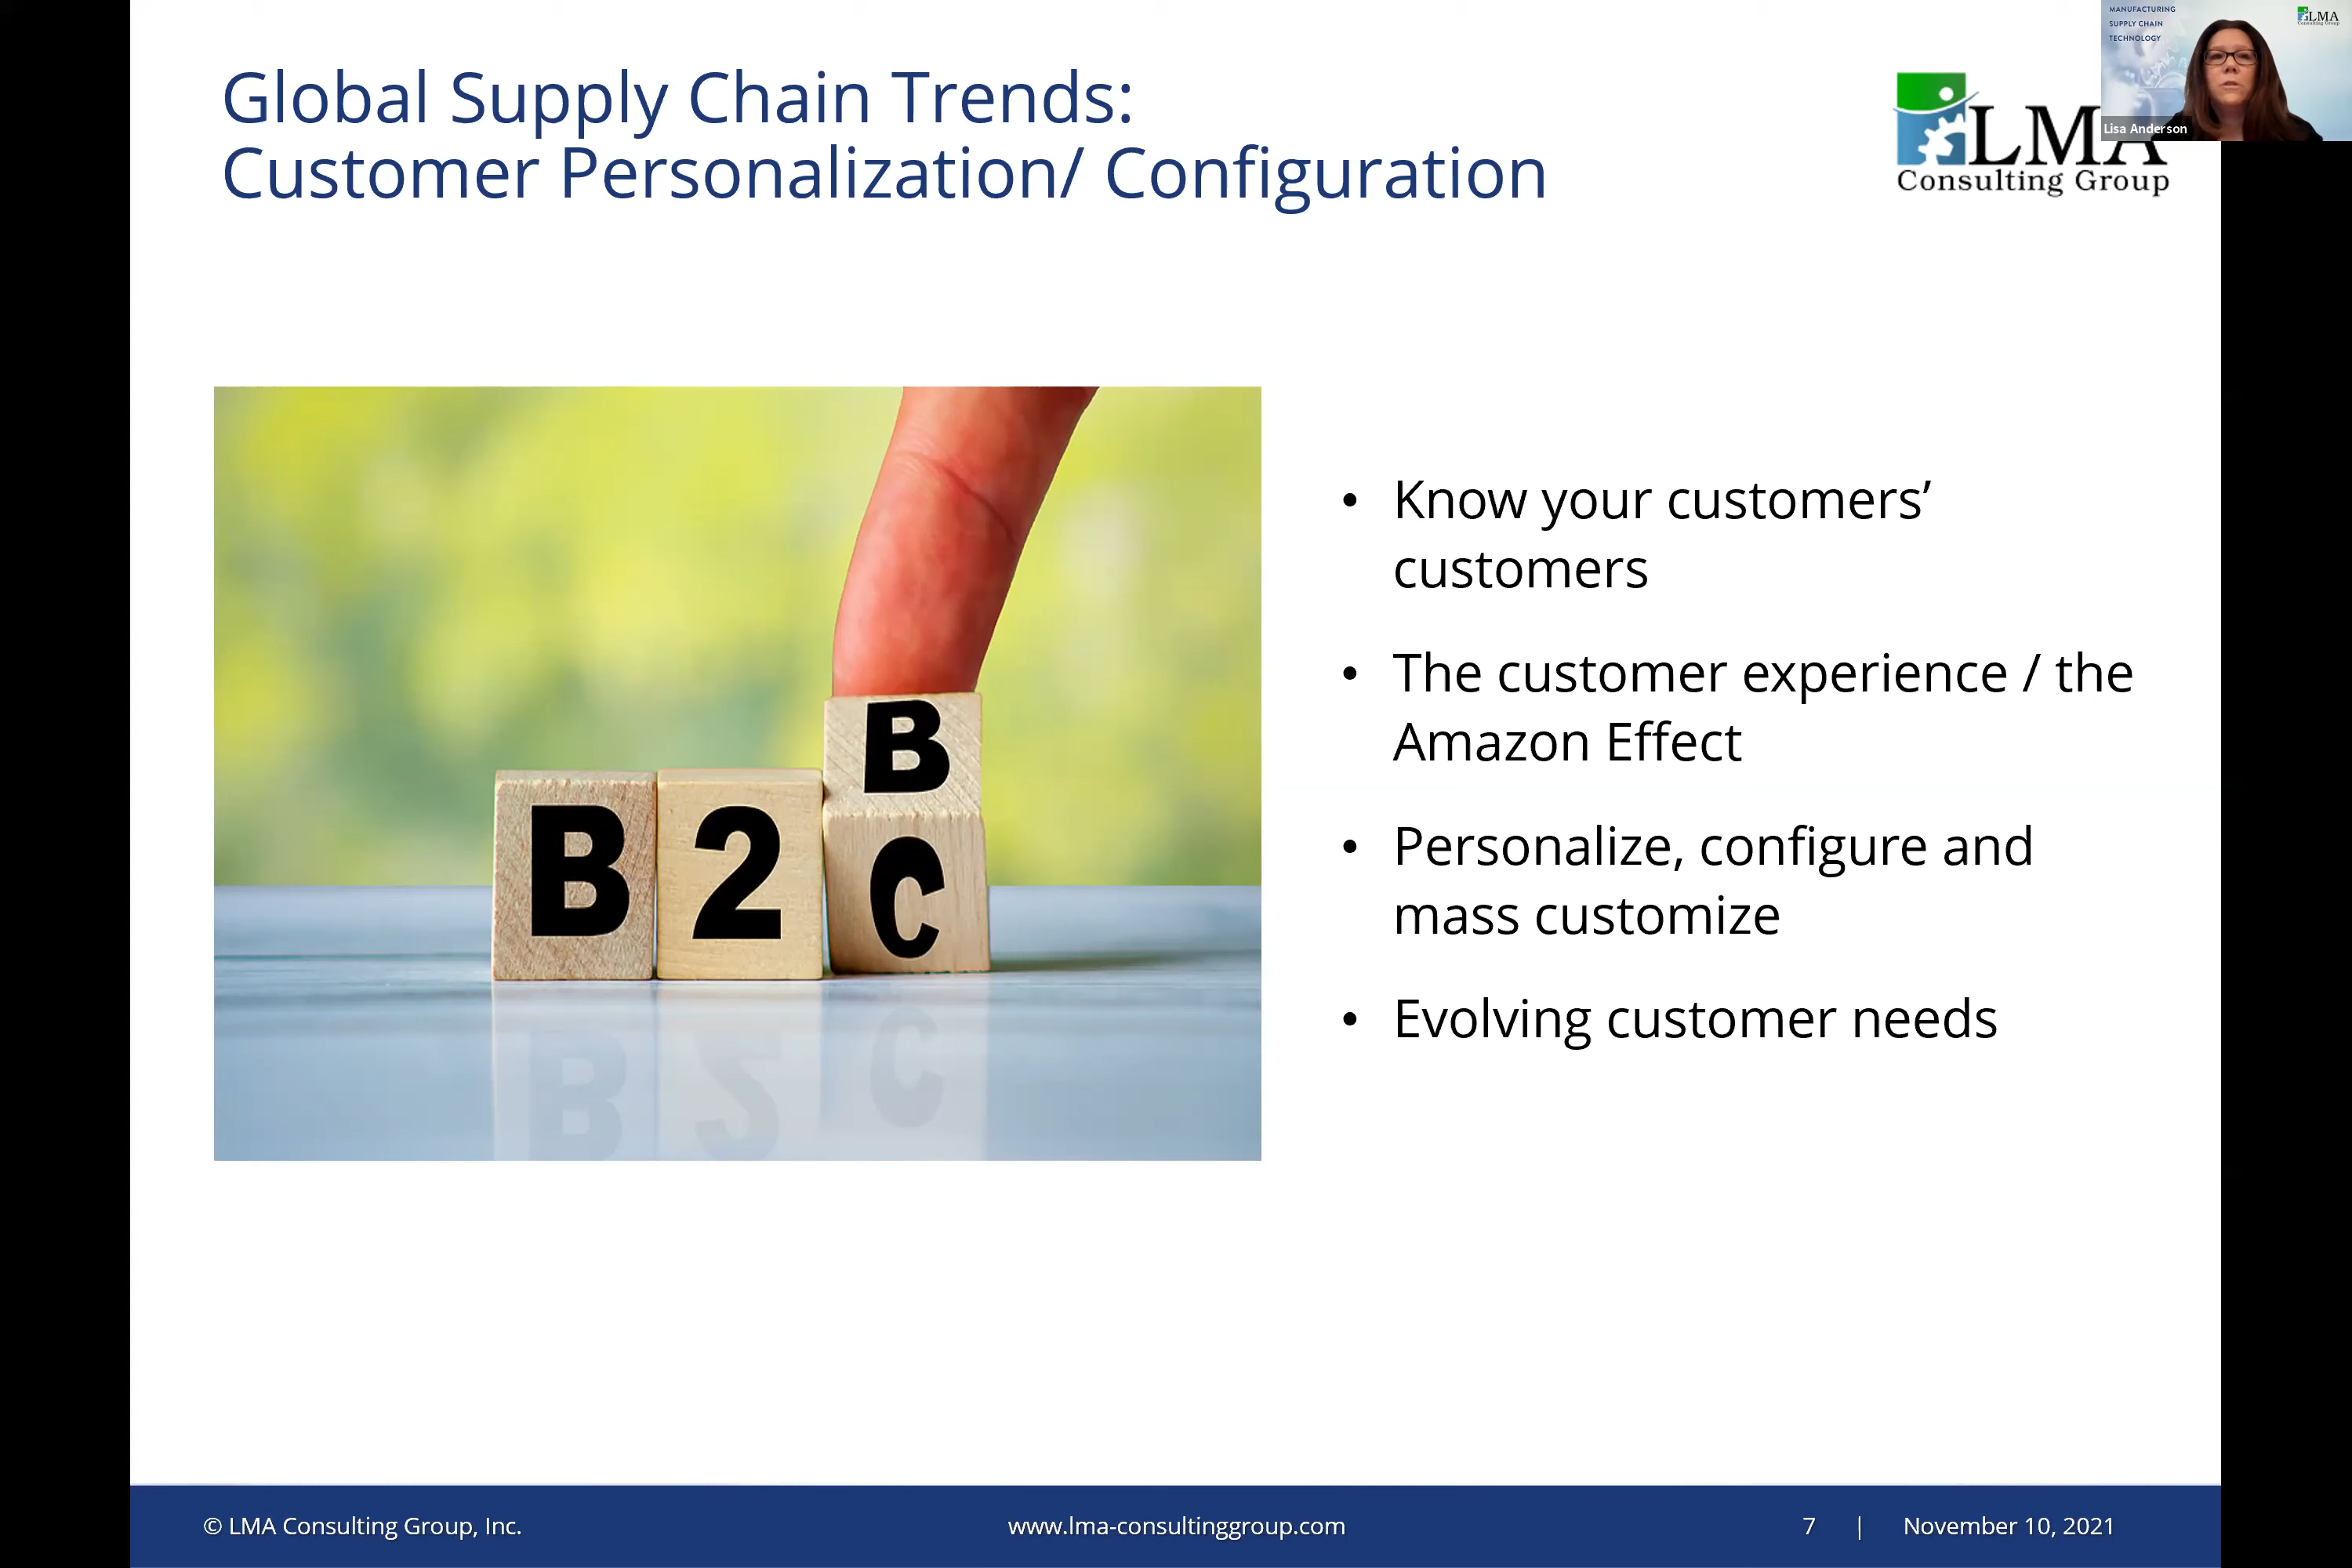 Global Supply Chain Trends:
Customer Personalization/ Configuration
LMA
Consulting Group
MANUFACTURING
SUPPLY CHAIN
TECHNOLOGY
LMA
Consulting Group
Lisa Anderson
B
B2
C
• Know your customers’
customers
• The customer experience / the
Amazon Effect
• Personalize, configure and
mass customize
• Evolving customer needs
© LMA Consulting Group, Inc.
www.lma-consultinggroup.com
7 | November 10, 2021